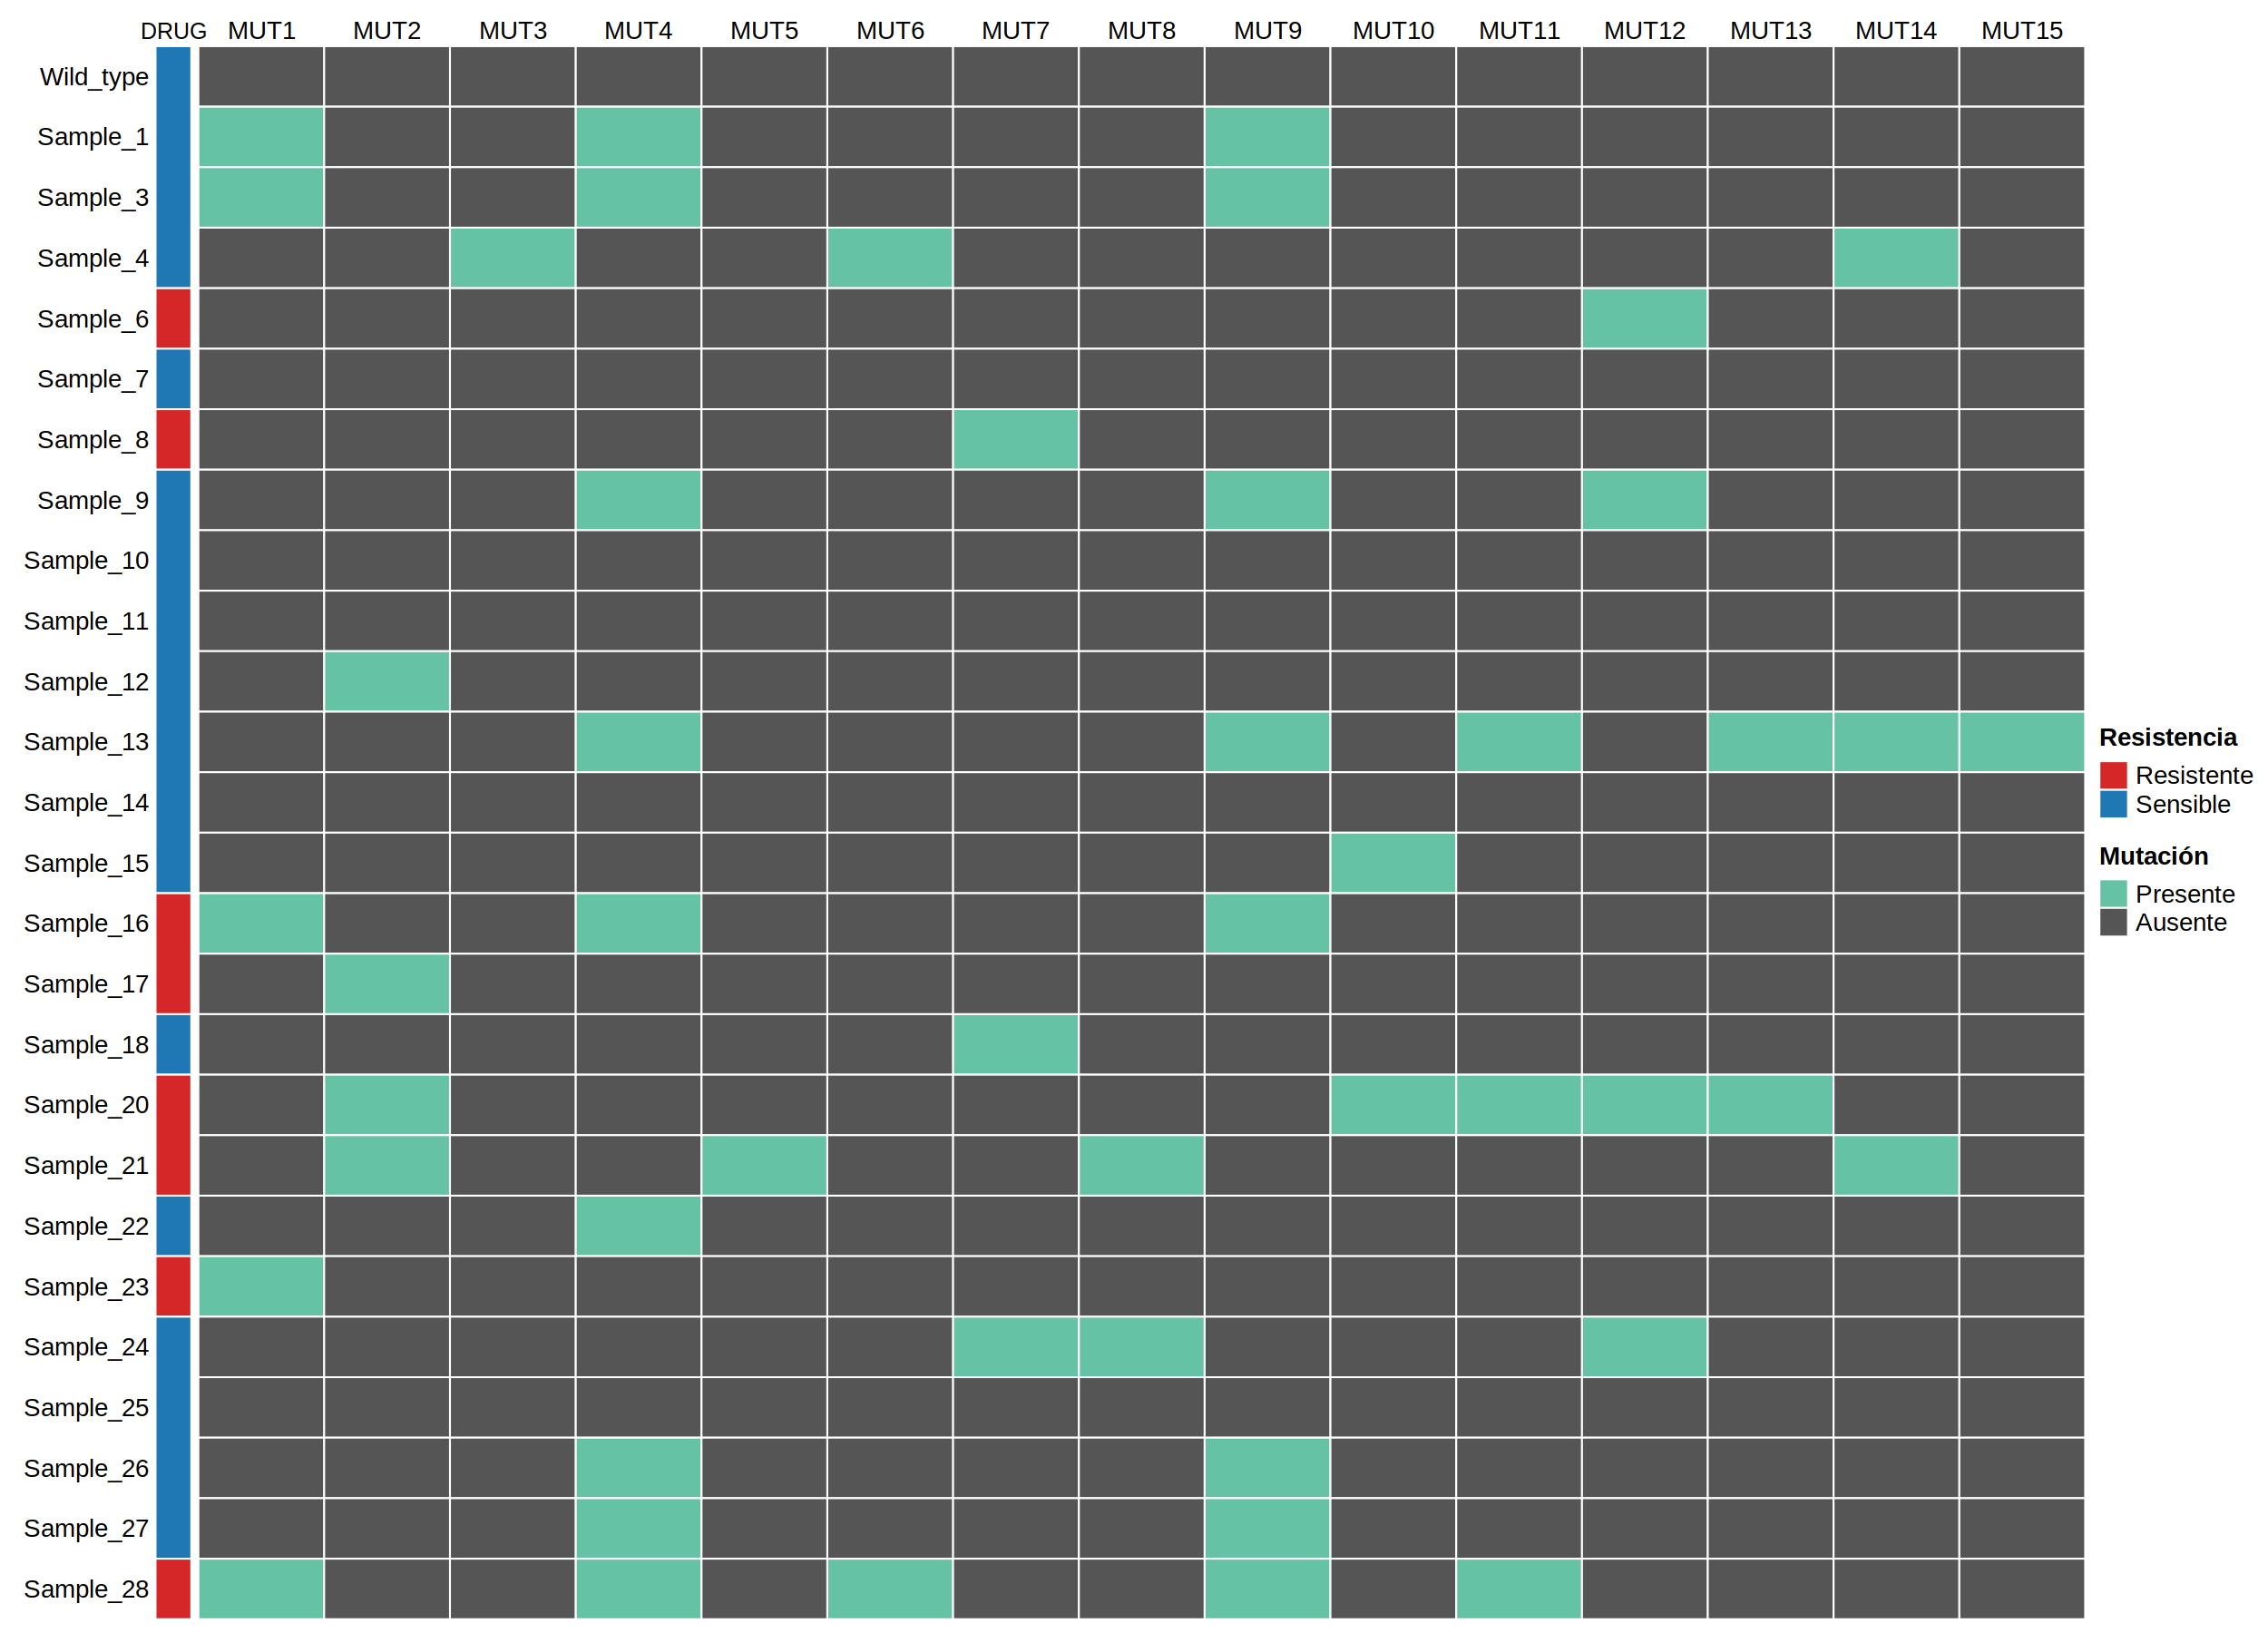 DRUG MUT1 MUT2 MUT3 MUT4 MUT5 MUT6 MUT7 MUT8 MUT9 MUT10 MUT11 MUT12 MUT13 MUT14 MUT15
Wild_type
Sample_1
Sample_3
Sample_4
Sample_6
Sample_7
Sample_8
Sample_9
Sample_10
Sample_11
Sample_12
Sample_13
Sample_14
Sample_15
Sample_16
Sample_17
Sample_18
Sample_20
Sample_21
Sample_22
Sample_23
Sample_24
Sample_25
Sample_26
Sample_27
Sample_28
Resistencia
Resistente
Sensible
Mutación
Presente
Ausente